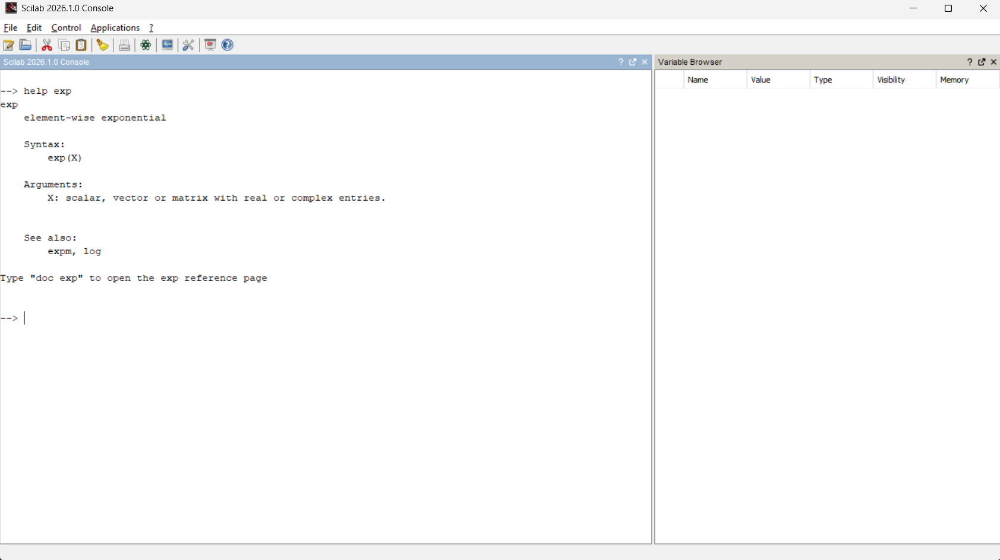 Scilab 2026.1.0 Console
File Edit Control Applications ?
Scilab 2026.1.0 Console
--> help exp
exp
element-wise exponential
Syntax:
exp(X)
Arguments:
X: scalar, vector or matrix with real or complex entries.
See also:
expm, log
Type "doc exp" to open the exp reference page
-->
Variable Browser
Name Value Type Visibility Memory